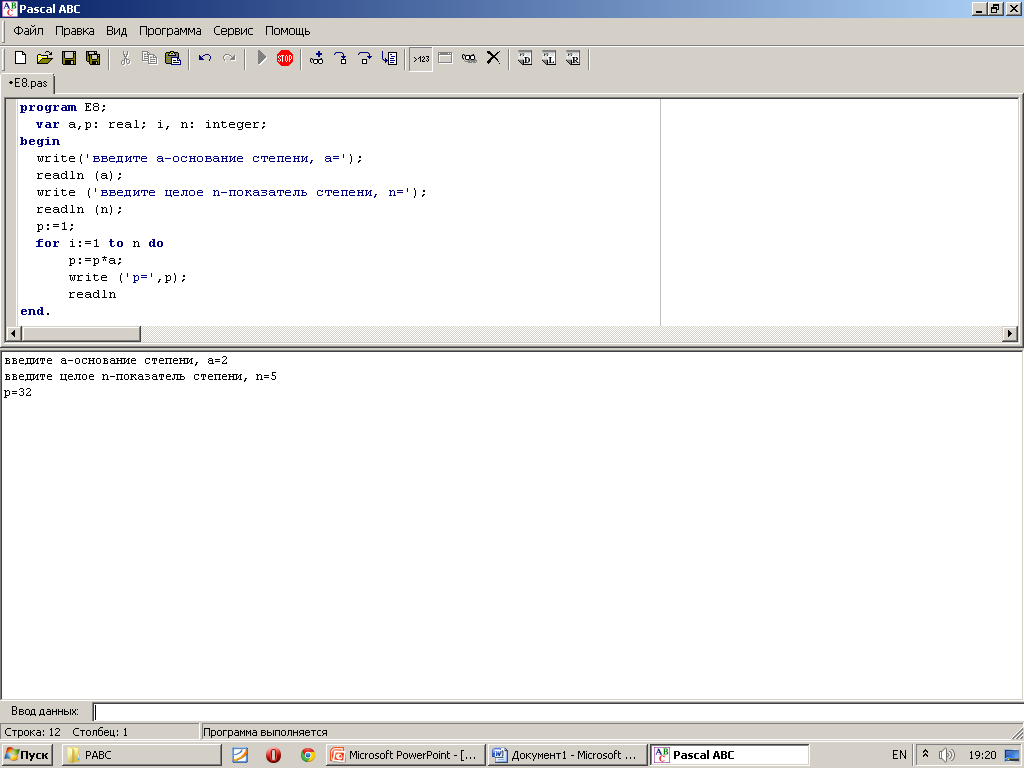 Pascal ABC
Файл Правка Вид Программа Сервис Помощь
STOP >123 D L R
•E8.pas
program E8;
var a,p: real; i, n: integer;
begin
write('введите a-основание степени, a=');
readln (a);
write ('введите целое n-показатель степени, n=');
readln (n);
p:=1;
for i:=1 to n do
p:=p*a;
write ('p=',p);
readln
end.
введите a-основание степени, a=2
введите целое n-показатель степени, n=5
p=32
Ввод данных:
Строка: 12 Столбец: 1 Программа выполняется
Пуск PABC Microsoft PowerPoint - [... Документ1 - Microsoft ... Pascal ABC EN 19:20